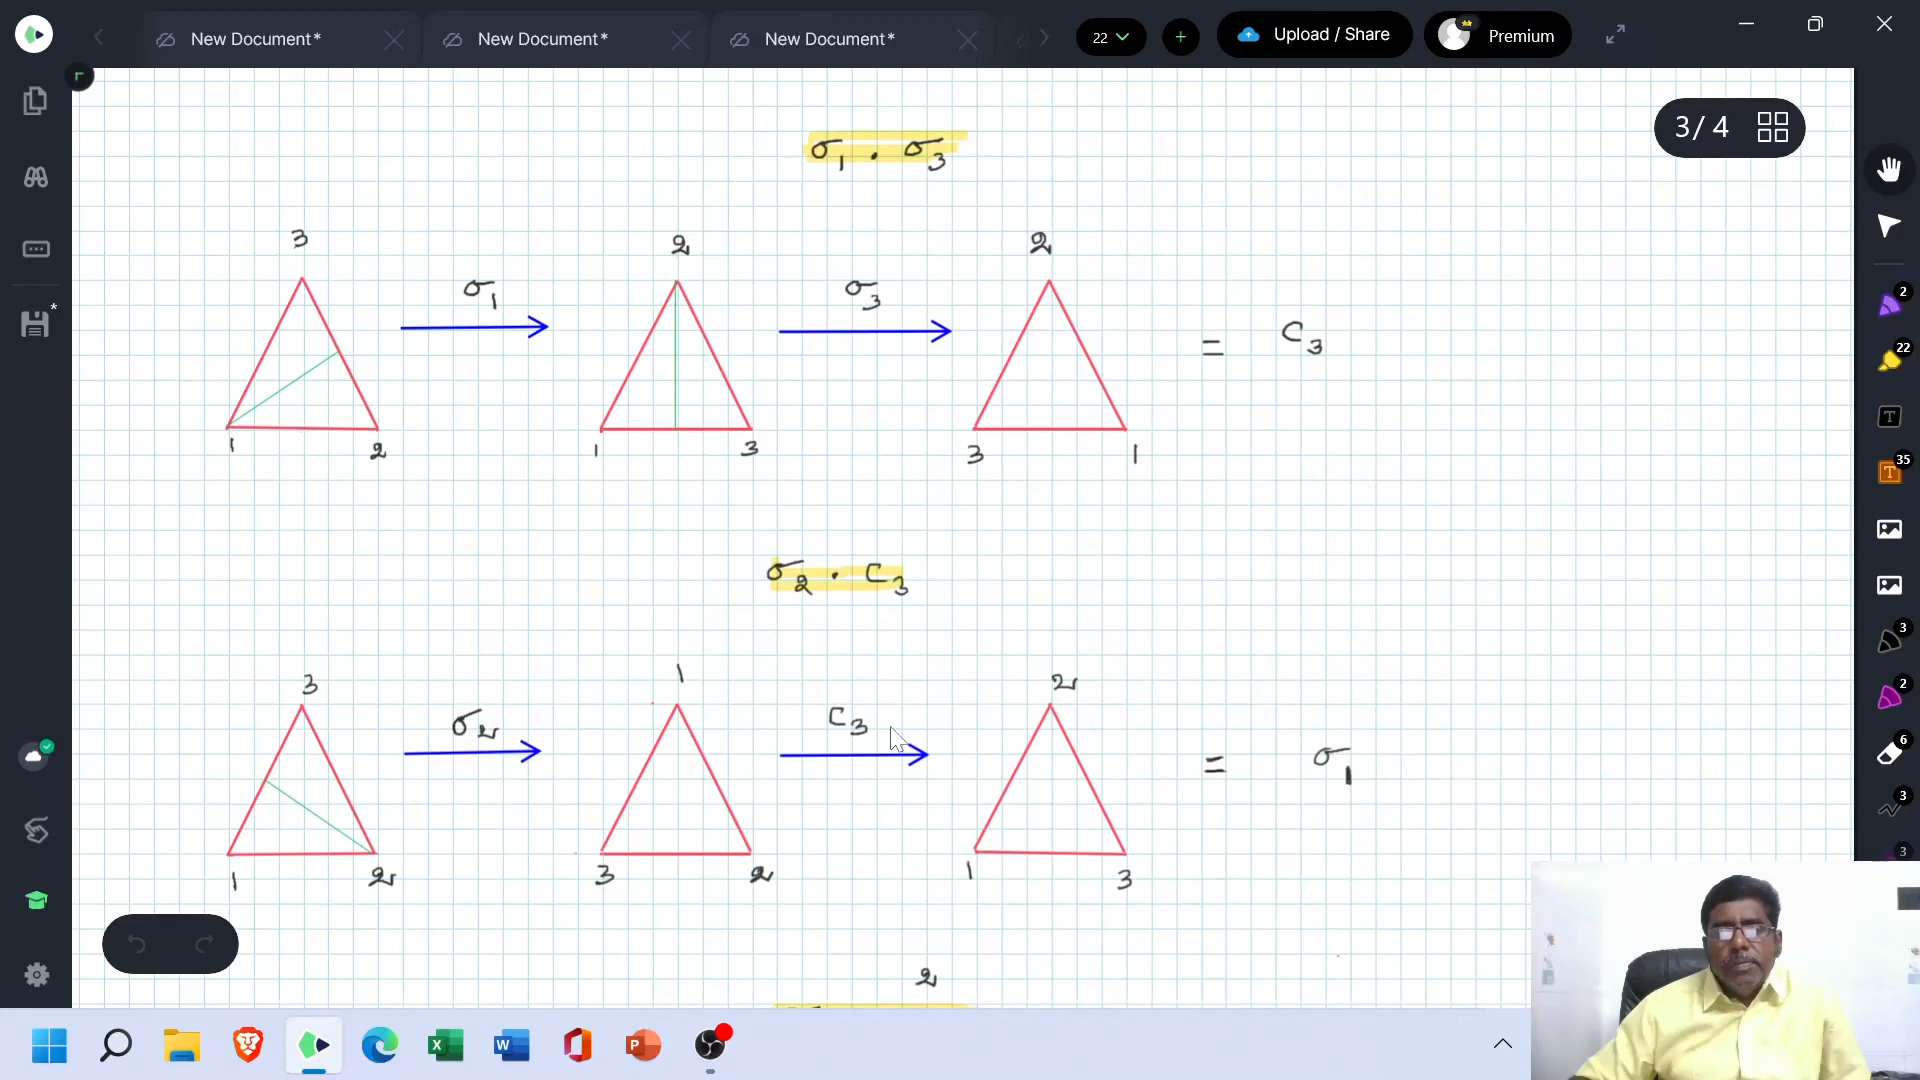 New Document* New Document* New Document* 22 + Upload / Share Premium
3/ 4
σ₁ . σ₃
3 σ₁ 2 σ₃ 2
= C₃
1 2 1 3 3 1
σ₂ . C₃
3 σ₂ 1 C₃ 2
= σ₁
1 2 3 2 1 3
2
2
22
T
T 35
3
2
6
3
3
X W P